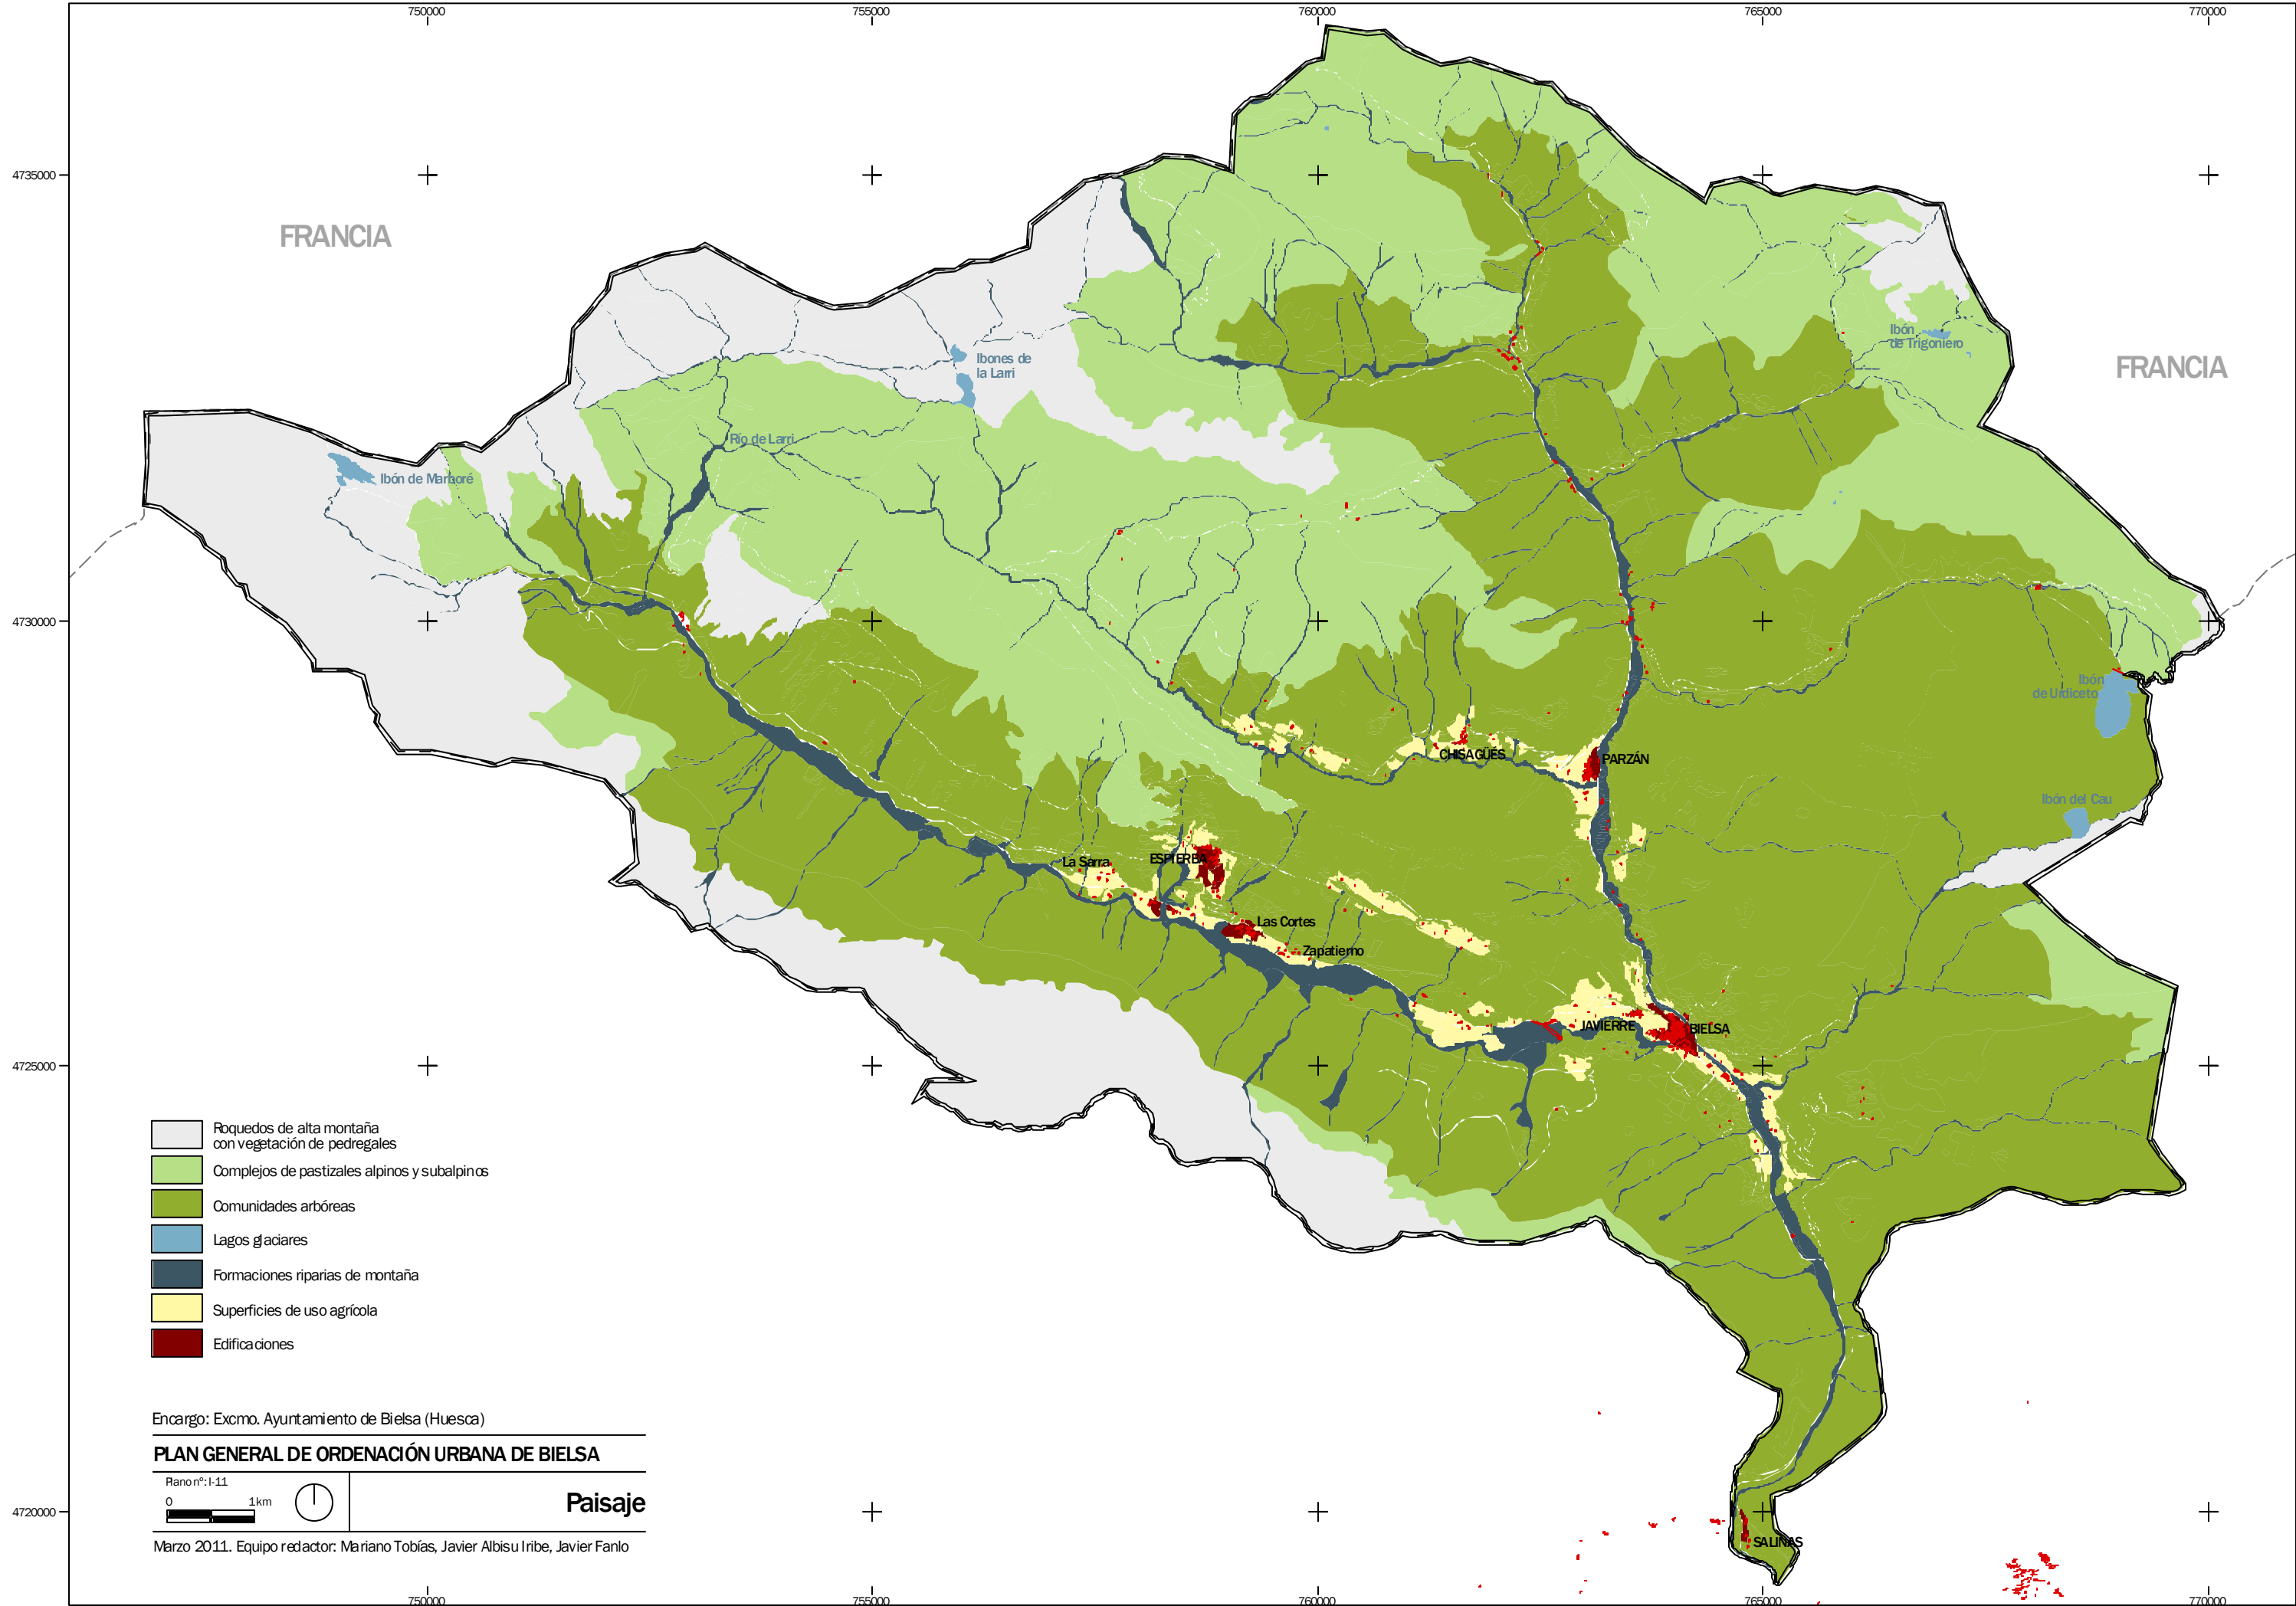 750000
755000
760000
765000
770000
4735000
FRANCIA
FRANCIA
Ibón
de Trigoniero
Ibones de
la Larri
Río de Larri
Ibón de Marboré
4730000
Ibón
de Urdiceto
CHISAGÜES
PARZÁN
Ibón del Cau
La Sarra
ESPIERBA
Las Cortes
Zapatierno
JAVIERRE
BIELSA
4725000
Roquedos de alta montaña
con vegetación de pedregales
Complejos de pastizales alpinos y subalpinos
Comunidades arbóreas
Lagos glaciares
Formaciones riparias de montaña
Superficies de uso agrícola
Edificaciones
Encargo: Excmo. Ayuntamiento de Bielsa (Huesca)
PLAN GENERAL DE ORDENACIÓN URBANA DE BIELSA
Plano nº: I-11
0 1km
Paisaje
4720000
Marzo 2011. Equipo redactor: Mariano Tobías, Javier Albisu Iribe, Javier Fanlo
SALINAS
750000
755000
760000
765000
770000